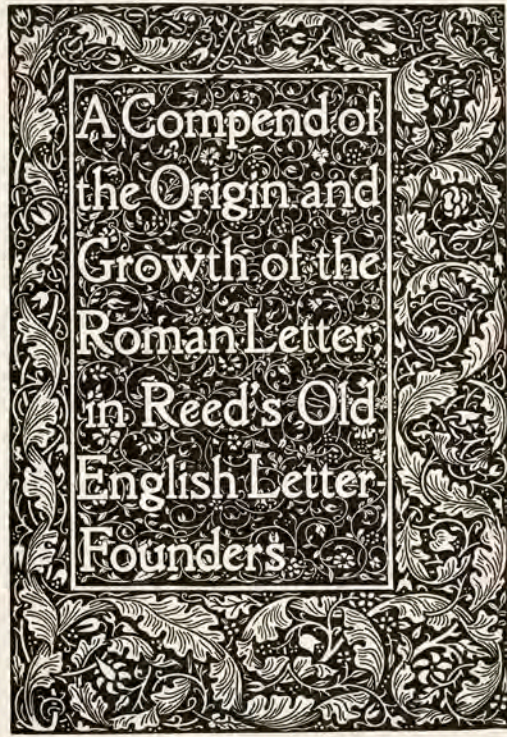 A Compend of
the Origin and
Growth of the
Roman Letter,
in Reed's Old
English Letter-
Founders